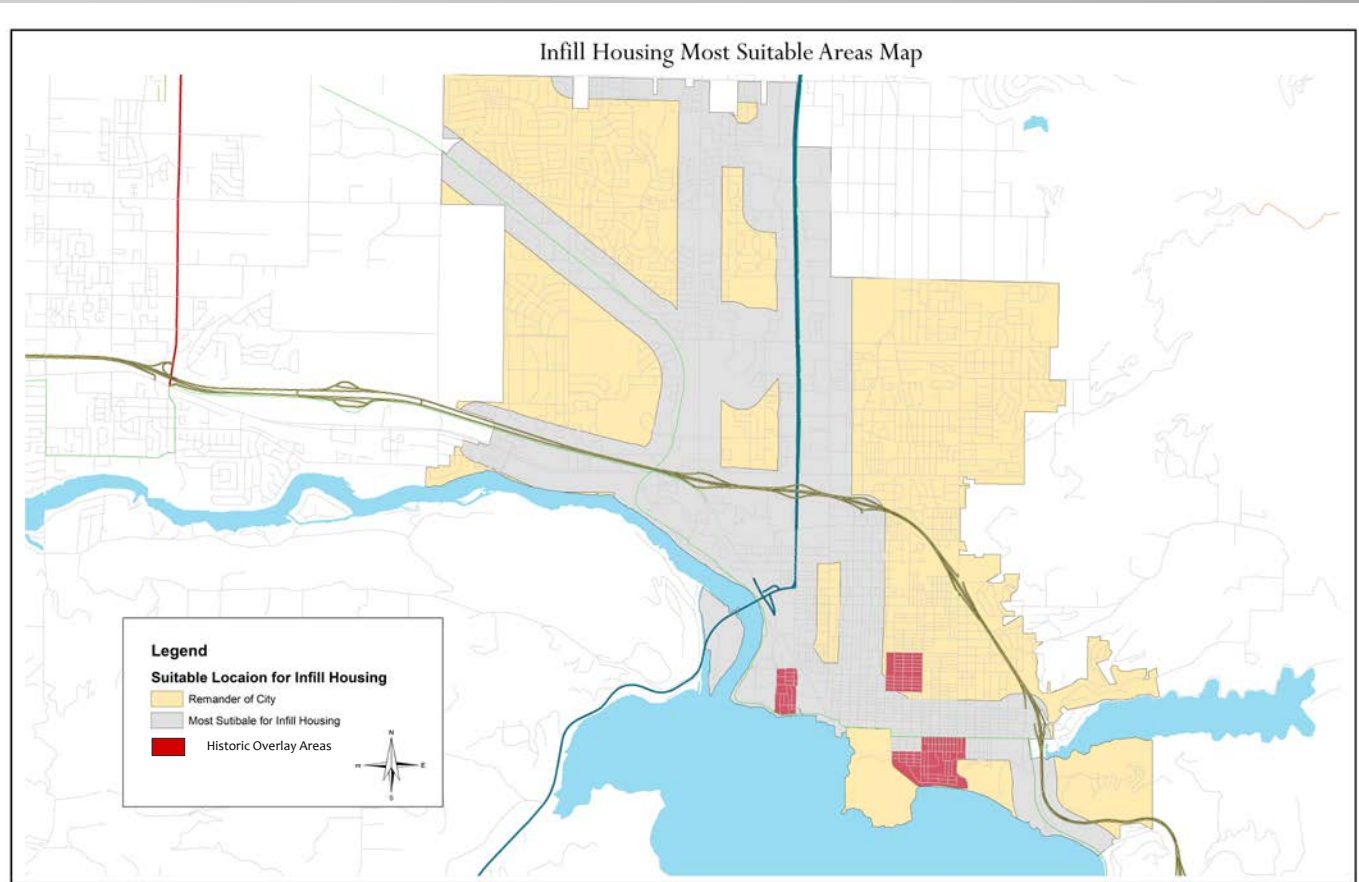 Infill Housing Most Suitable Areas Map
Legend
Suitable Locaion for Infill Housing
Remander of City
Most Sutibale for Infill Housing
Historic Overlay Areas
N
E
S